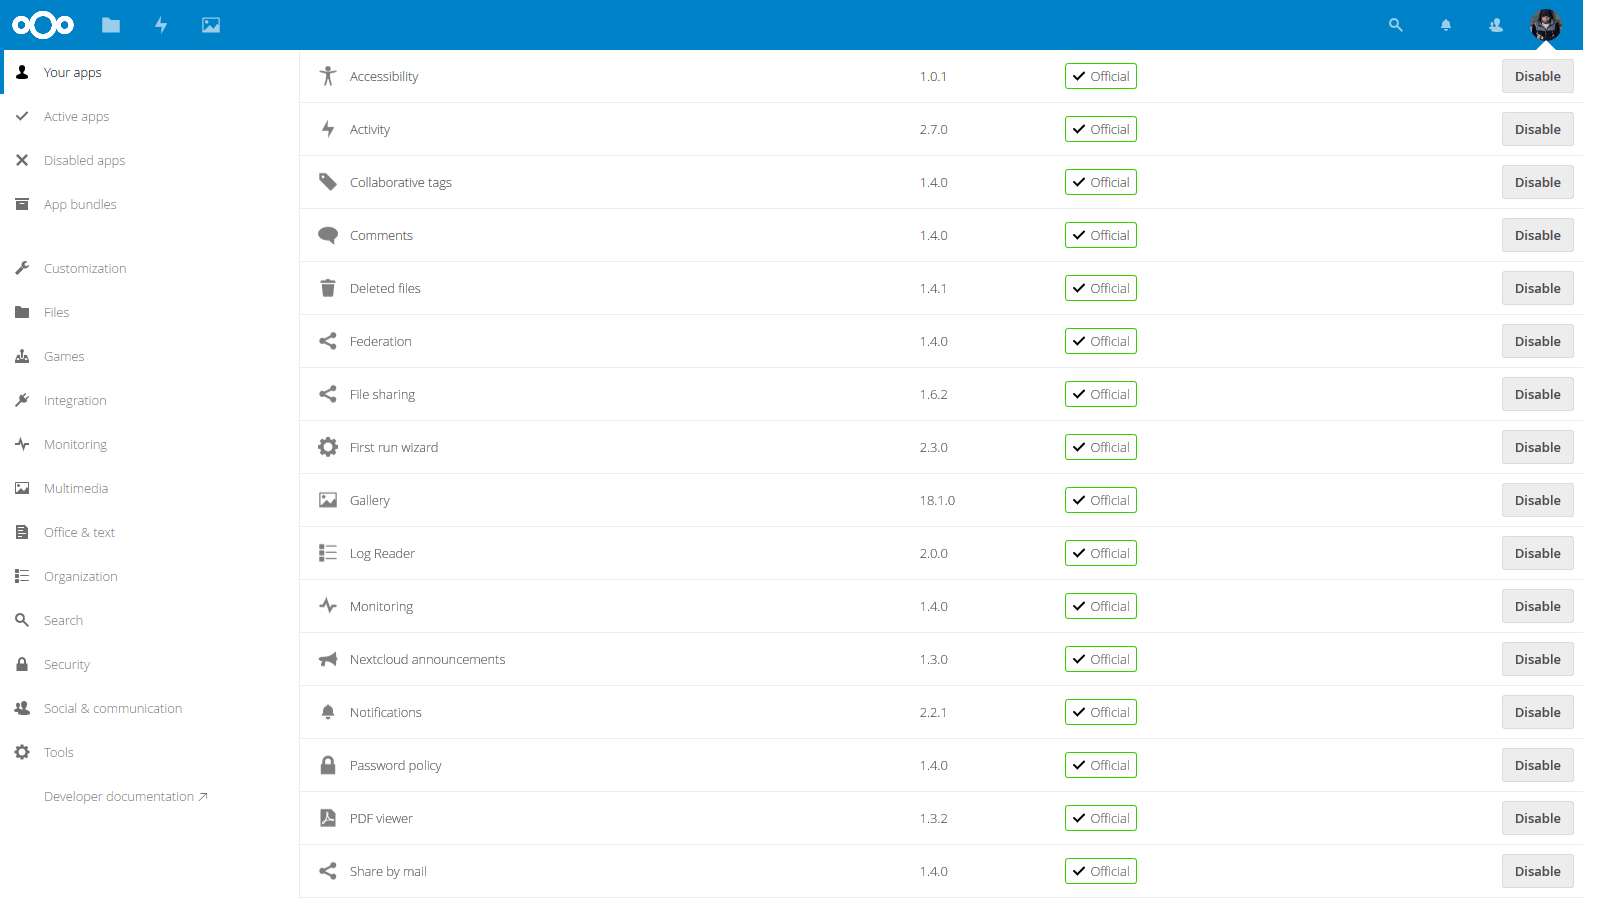 Your apps
Active apps
Disabled apps
App bundles
Customization
Files
Games
Integration
Monitoring
Multimedia
Office & text
Organization
Search
Security
Social & communication
Tools
Developer documentation ↗
Accessibility 1.0.1 Official Disable
Activity 2.7.0 Official Disable
Collaborative tags 1.4.0 Official Disable
Comments 1.4.0 Official Disable
Deleted files 1.4.1 Official Disable
Federation 1.4.0 Official Disable
File sharing 1.6.2 Official Disable
First run wizard 2.3.0 Official Disable
Gallery 18.1.0 Official Disable
Log Reader 2.0.0 Official Disable
Monitoring 1.4.0 Official Disable
Nextcloud announcements 1.3.0 Official Disable
Notifications 2.2.1 Official Disable
Password policy 1.4.0 Official Disable
PDF viewer 1.3.2 Official Disable
Share by mail 1.4.0 Official Disable